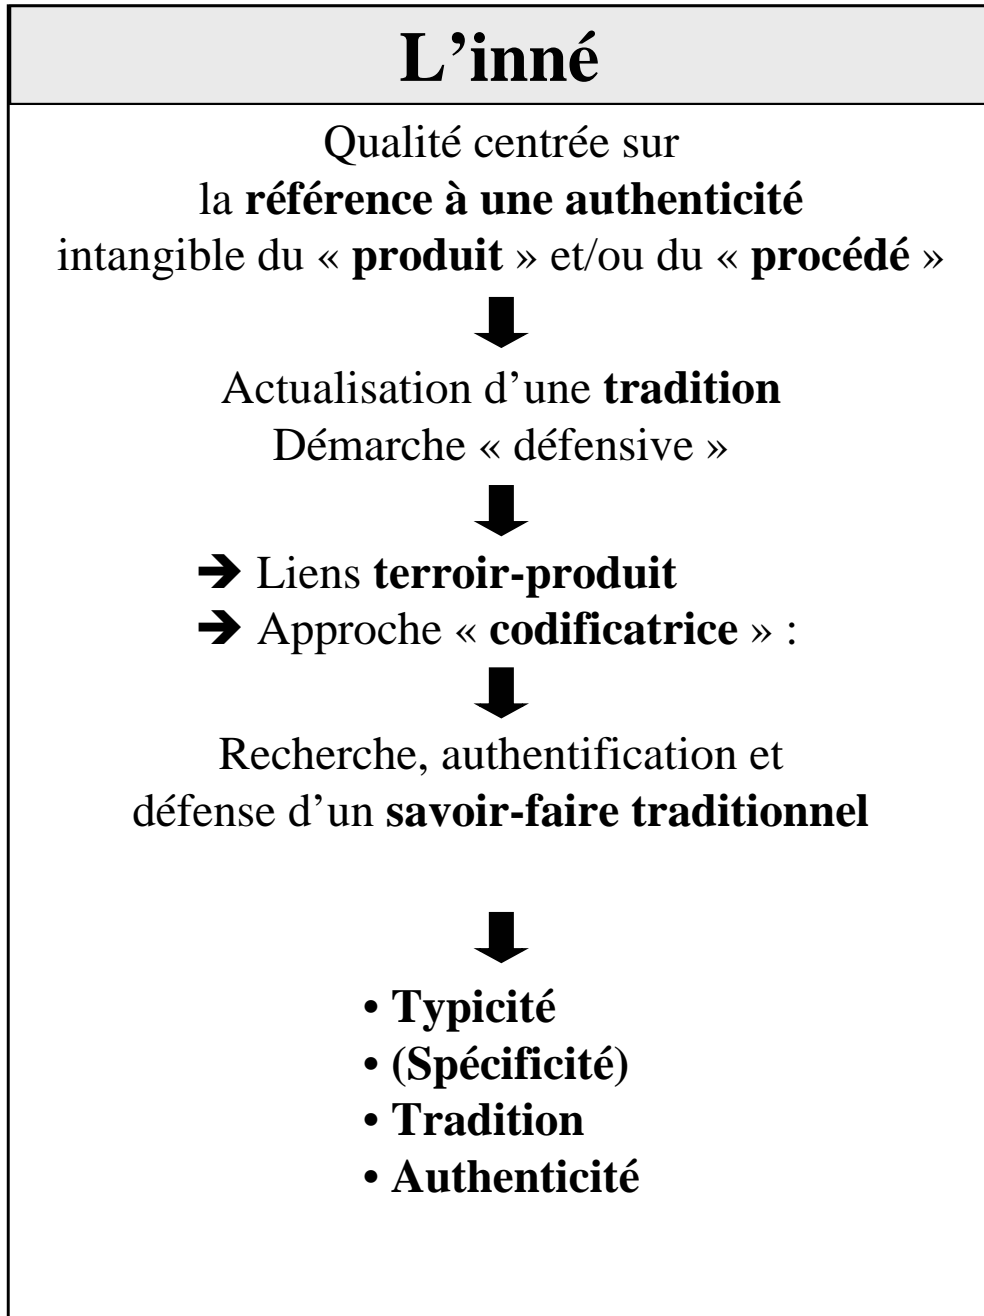 L’inné
Qualité centrée sur
la référence à une authenticité
intangible du « produit » et/ou du « procédé »
Actualisation d’une tradition
Démarche « défensive »
➔ Liens terroir-produit
➔ Approche « codificatrice » :
Recherche, authentification et
défense d’un savoir-faire traditionnel
• Typicité
• (Spécificité)
• Tradition
• Authenticité